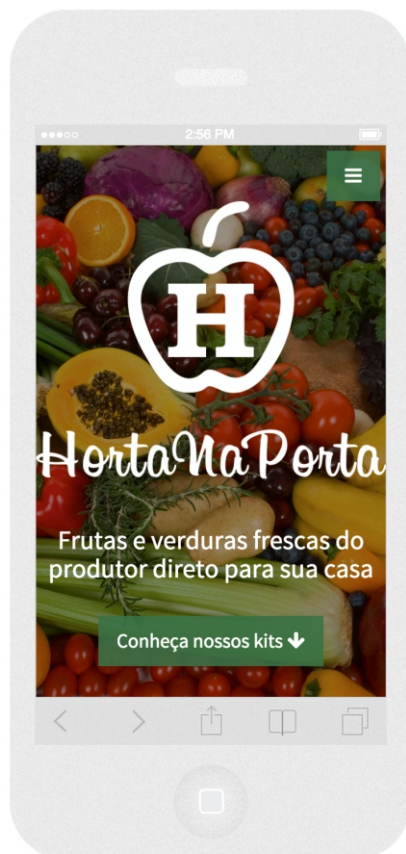 2:56 PM
H
HortaNaPorta
Frutas e verduras frescas do
produtor direto para sua casa
Conheça nossos kits